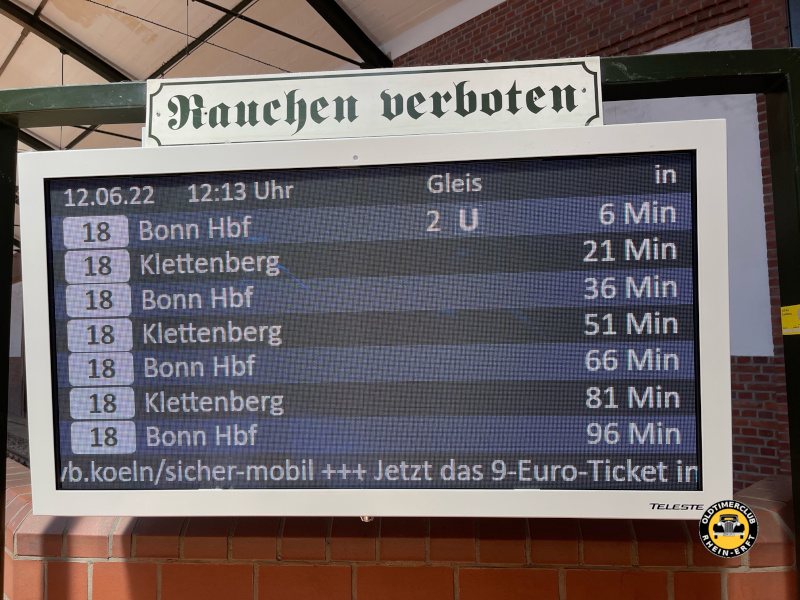 Rauchen verboten
12.06.22 12:13 Uhr Gleis in
18 Bonn Hbf 2 U 6 Min
18 Klettenberg 21 Min
18 Bonn Hbf 36 Min
18 Klettenberg 51 Min
18 Bonn Hbf 66 Min
18 Klettenberg 81 Min
18 Bonn Hbf 96 Min
vb.koeln/sicher-mobil +++ Jetzt das 9-Euro-Ticket in
TELESTE
OLDTIMERCLUB
RHEIN-ERFT